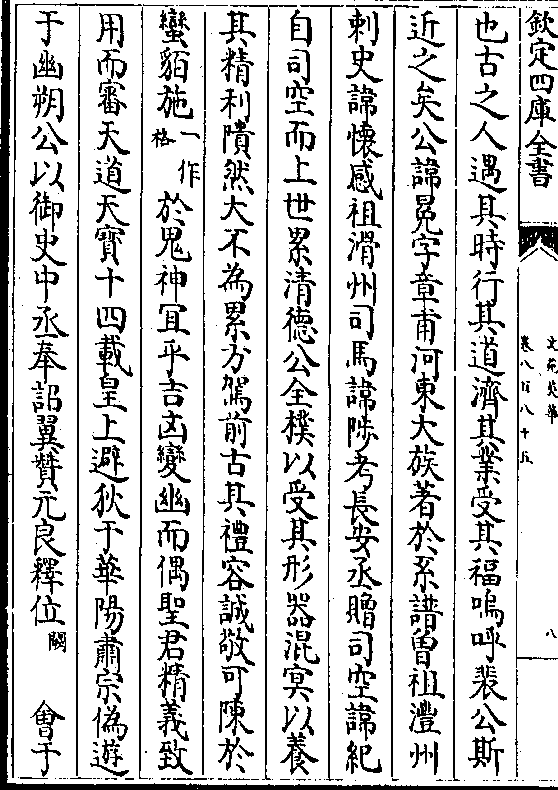 欽定四庫全書
文苑英華
卷八百八十五
八
也古之人遇其時行其道濟其業受其福嗚呼裴公斯
近之矣公諱冕字章甫河東大族著於系譜曽祖澧州
刺史諱懷感祖滑州司馬諱陟考長安丞贈司空諱紀
自司空而上世累清德公全樸以受其形器混冥以養
其精利隤然大不為累方駕前古其禮容誠敬可陳於
蠻貊施一作格於鬼神冝乎吉凶變幽而偶聖君精義致
用而審天道天寳十四載皇上避狄于華陽肅宗偽遊
于幽朔公以御史中丞奉詔翼贊元良釋位闕 會于